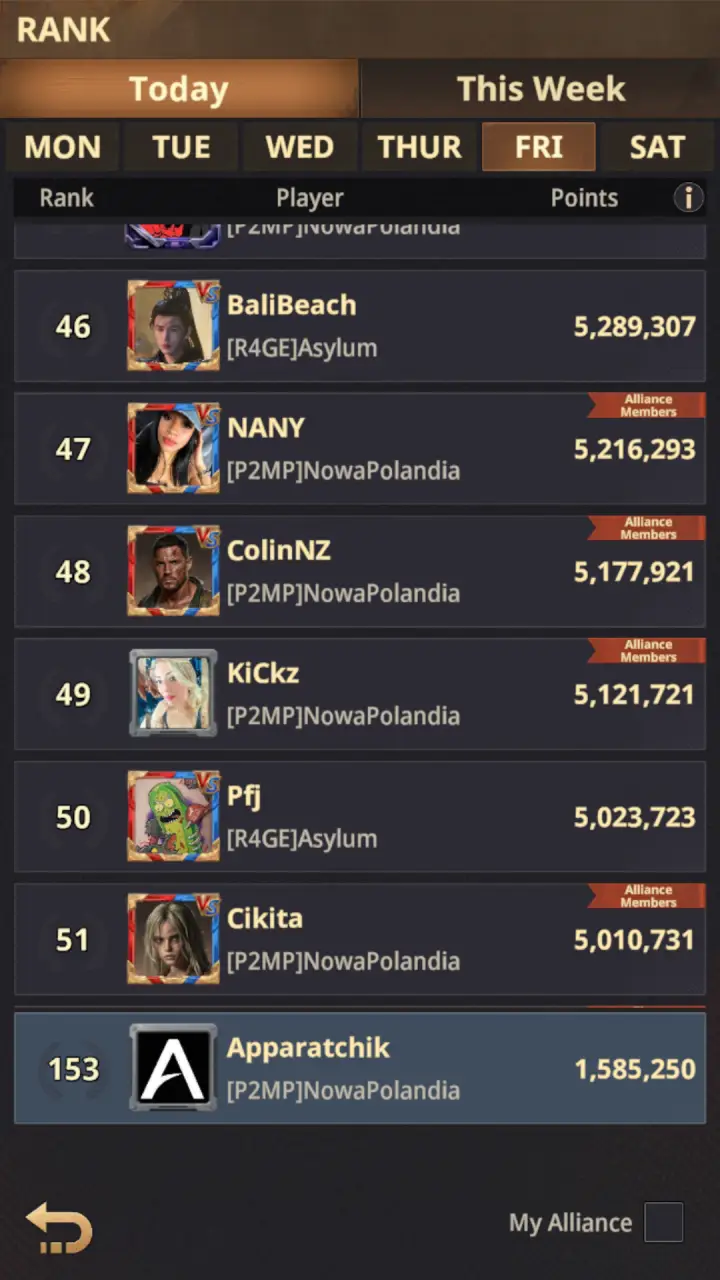 RANK
Today
This Week
MON TUE WED THUR FRI SAT
Rank Player Points i
[P2MP]NowaPolandia
46 BaliBeach 5,289,307
[R4GE]Asylum
Alliance Members
47 NANY 5,216,293
[P2MP]NowaPolandia
Alliance Members
48 ColinNZ 5,177,921
[P2MP]NowaPolandia
Alliance Members
49 KiCkz 5,121,721
[P2MP]NowaPolandia
50 Pfj 5,023,723
[R4GE]Asylum
Alliance Members
51 Cikita 5,010,731
[P2MP]NowaPolandia
153 Apparatchik 1,585,250
[P2MP]NowaPolandia
My Alliance